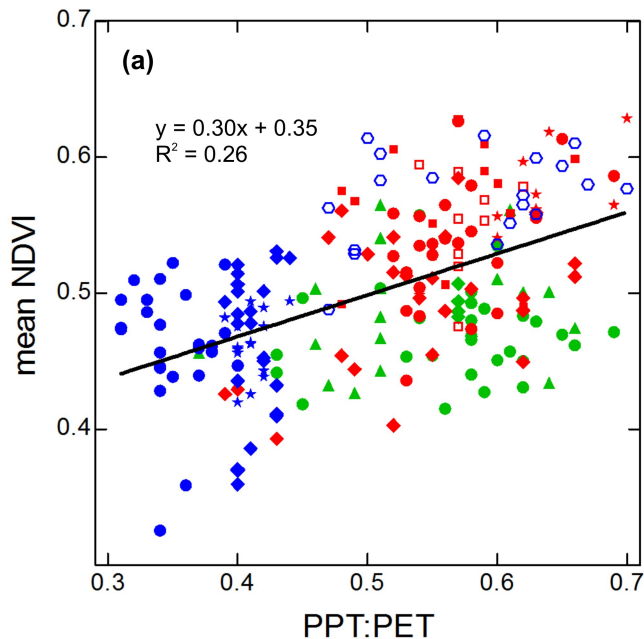 0.7
(a)
y = 0.30x + 0.35
R² = 0.26
0.6
mean NDVI
0.5
0.4
0.3 0.4 0.5 0.6 0.7
PPT:PET